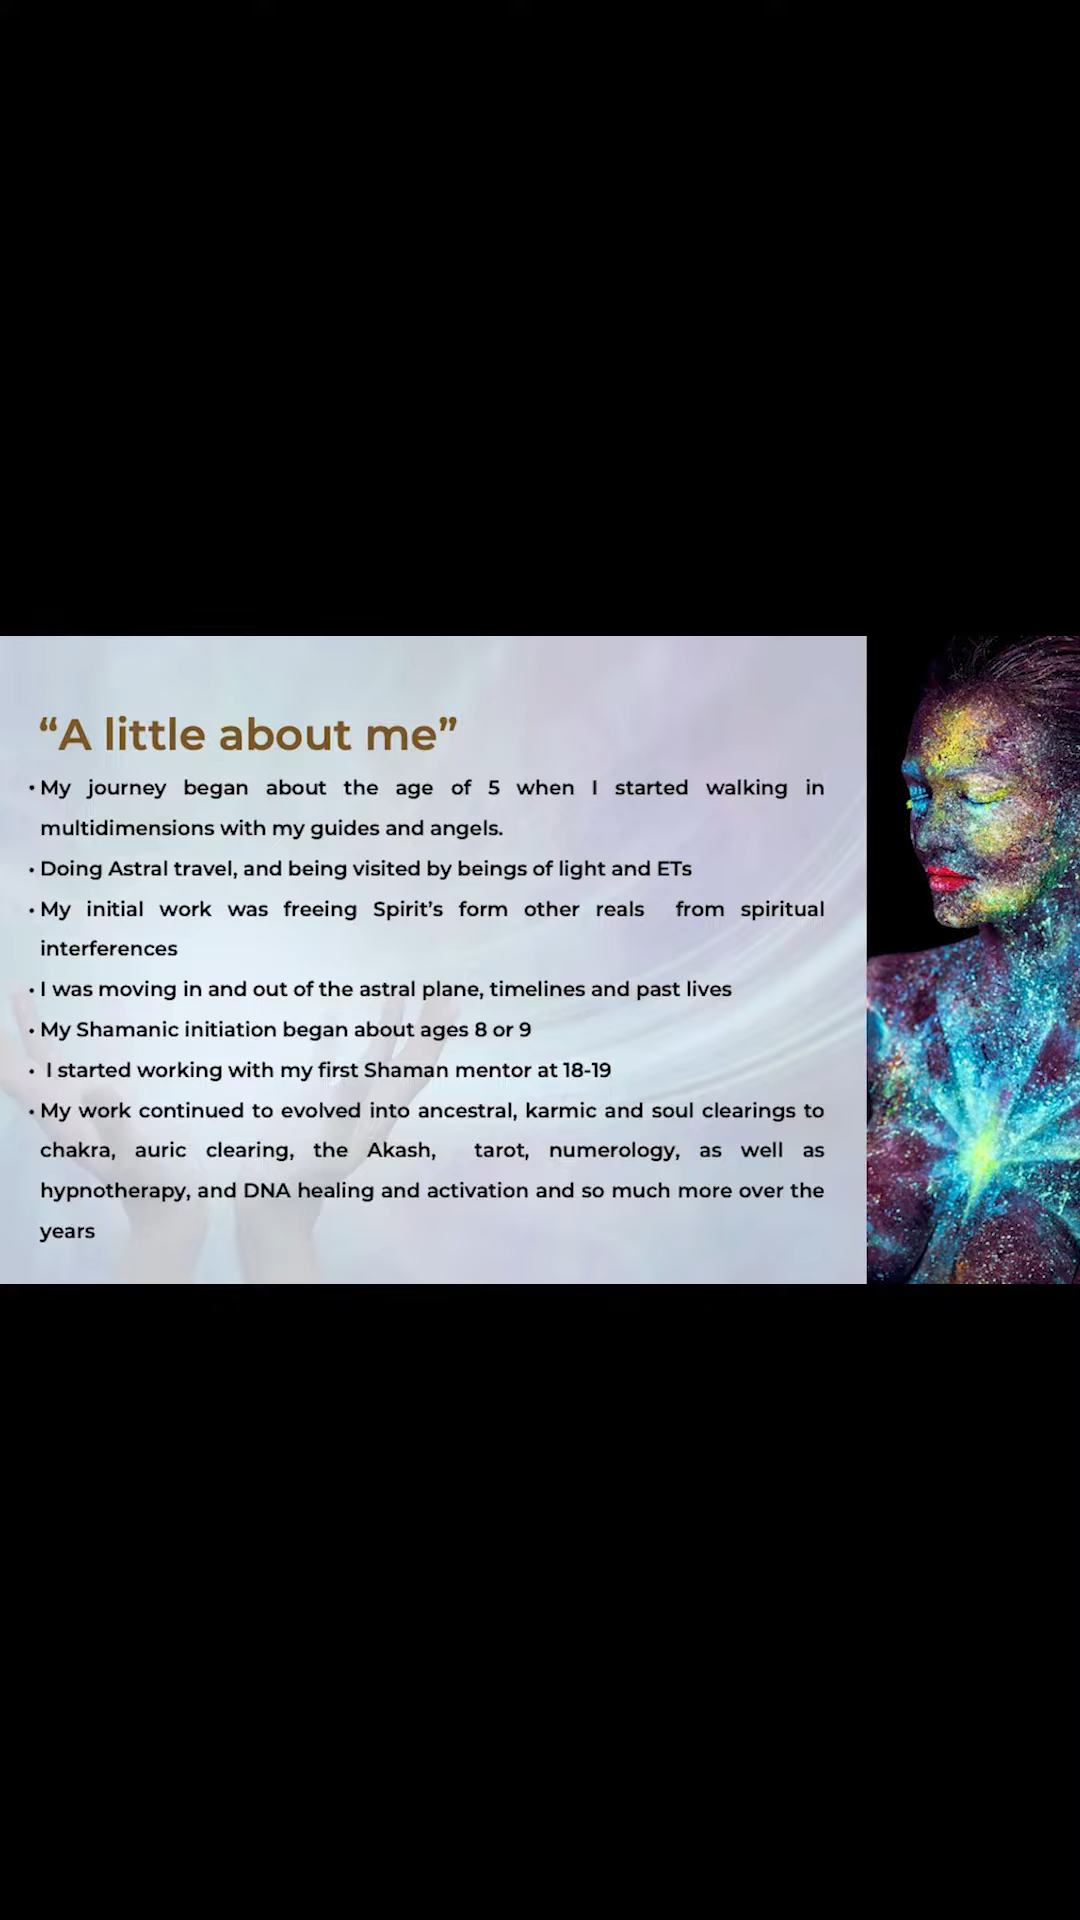 “A little about me”
• My journey began about the age of 5 when I started walking in
multidimensions with my guides and angels.
• Doing Astral travel, and being visited by beings of light and ETs
• My initial work was freeing Spirit’s form other reals from spiritual
interferences
• I was moving in and out of the astral plane, timelines and past lives
• My Shamanic initiation began about ages 8 or 9
• I started working with my first Shaman mentor at 18-19
• My work continued to evolved into ancestral, karmic and soul clearings to
chakra, auric clearing, the Akash, tarot, numerology, as well as
hypnotherapy, and DNA healing and activation and so much more over the
years